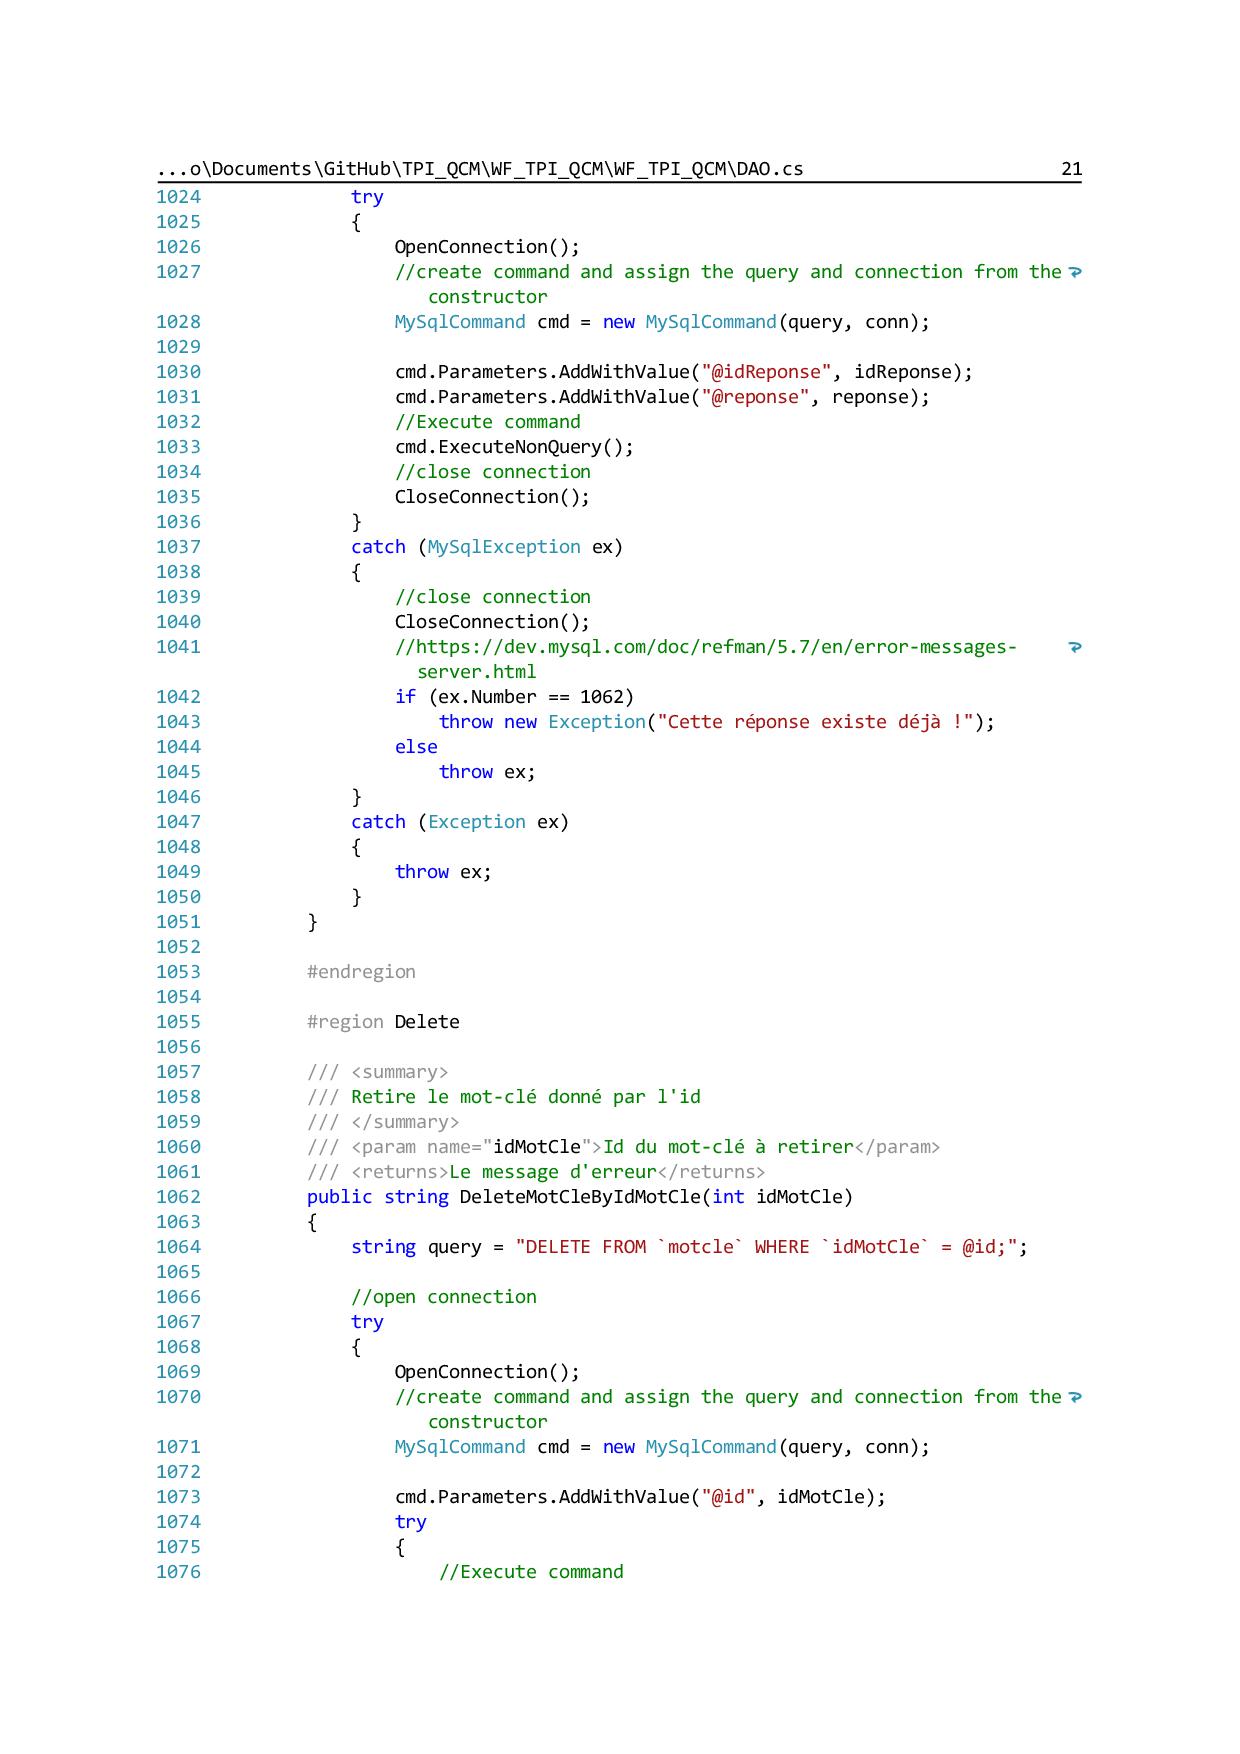 ...o\Documents\GitHub\TPI_QCM\WF_TPI_QCM\WF_TPI_QCM\DAO.cs 21
1024 try
1025 {
1026 OpenConnection();
1027 //create command and assign the query and connection from the
constructor
1028 MySqlCommand cmd = new MySqlCommand(query, conn);
1029
1030 cmd.Parameters.AddWithValue("@idReponse", idReponse);
1031 cmd.Parameters.AddWithValue("@reponse", reponse);
1032 //Execute command
1033 cmd.ExecuteNonQuery();
1034 //close connection
1035 CloseConnection();
1036 }
1037 catch (MySqlException ex)
1038 {
1039 //close connection
1040 CloseConnection();
1041 //https://dev.mysql.com/doc/refman/5.7/en/error-messages-
server.html
1042 if (ex.Number == 1062)
1043 throw new Exception("Cette réponse existe déjà !");
1044 else
1045 throw ex;
1046 }
1047 catch (Exception ex)
1048 {
1049 throw ex;
1050 }
1051 }
1052
1053 #endregion
1054
1055 #region Delete
1056
1057 /// <summary>
1058 /// Retire le mot-clé donné par l'id
1059 /// </summary>
1060 /// <param name="idMotCle">Id du mot-clé à retirer</param>
1061 /// <returns>Le message d'erreur</returns>
1062 public string DeleteMotCleByIdMotCle(int idMotCle)
1063 {
1064 string query = "DELETE FROM `motcle` WHERE `idMotCle` = @id;";
1065
1066 //open connection
1067 try
1068 {
1069 OpenConnection();
1070 //create command and assign the query and connection from the
constructor
1071 MySqlCommand cmd = new MySqlCommand(query, conn);
1072
1073 cmd.Parameters.AddWithValue("@id", idMotCle);
1074 try
1075 {
1076 //Execute command